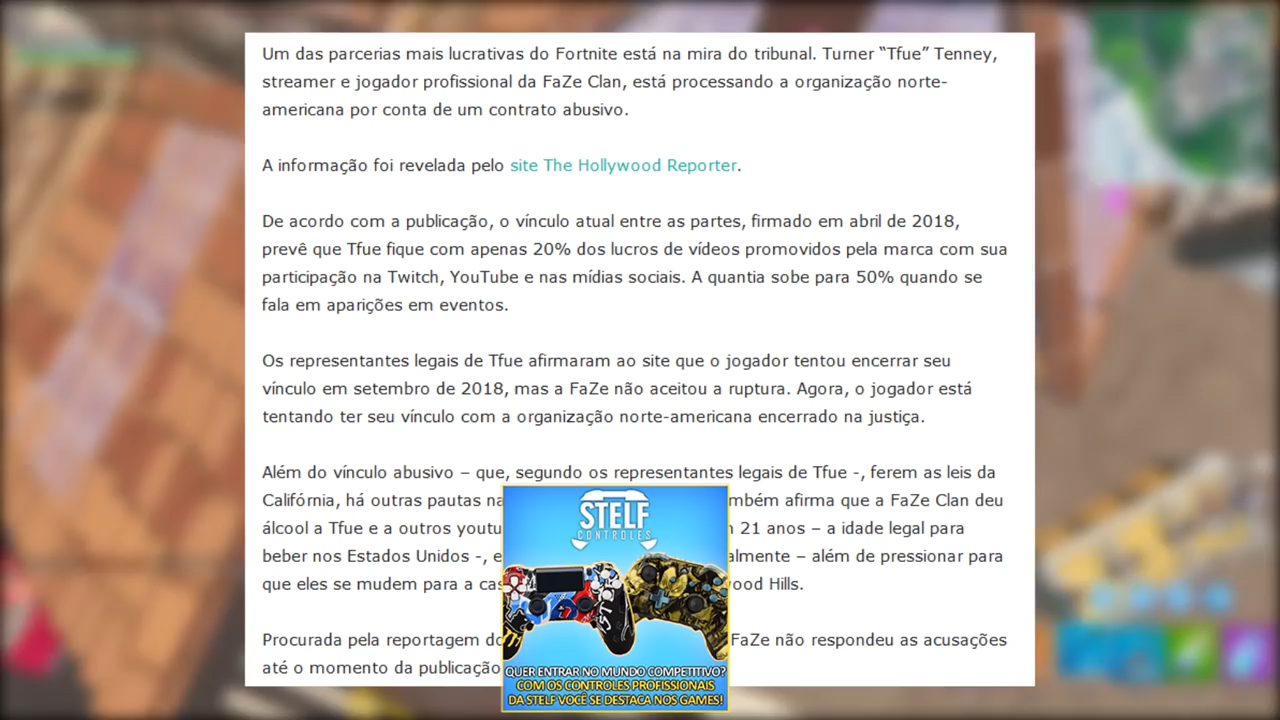 Um das parcerias mais lucrativas do Fortnite está na mira do tribunal. Turner “Tfue” Tenney,
streamer e jogador profissional da FaZe Clan, está processando a organização norte-
americana por conta de um contrato abusivo.
A informação foi revelada pelo site The Hollywood Reporter.
De acordo com a publicação, o vínculo atual entre as partes, firmado em abril de 2018,
prevê que Tfue fique com apenas 20% dos lucros de vídeos promovidos pela marca com sua
participação na Twitch, YouTube e nas mídias sociais. A quantia sobe para 50% quando se
fala em aparições em eventos.
Os representantes legais de Tfue afirmaram ao site que o jogador tentou encerrar seu
vínculo em setembro de 2018, mas a FaZe não aceitou a ruptura. Agora, o jogador está
tentando ter seu vínculo com a organização norte-americana encerrado na justiça.
Além do vínculo abusivo – que, segundo os representantes legais de Tfue -, ferem as leis da
Califórnia, há outras pautas afirma que a FaZe Clan deu
álcool a Tfue e a outros 21 anos – a idade legal para
beber nos Estados Unidos -, – além de pressionar para
que eles se mudem para a Hills.
Procurada pela reportagem FaZe não respondeu as acusações
até o momento da publicação
STELF
CONTROLES
QUER ENTRAR NO MUNDO COMPETITIVO?
COM OS CONTROLES PROFISSIONAIS
DA STELF VOCÊ SE DESTACA NOS GAMES!